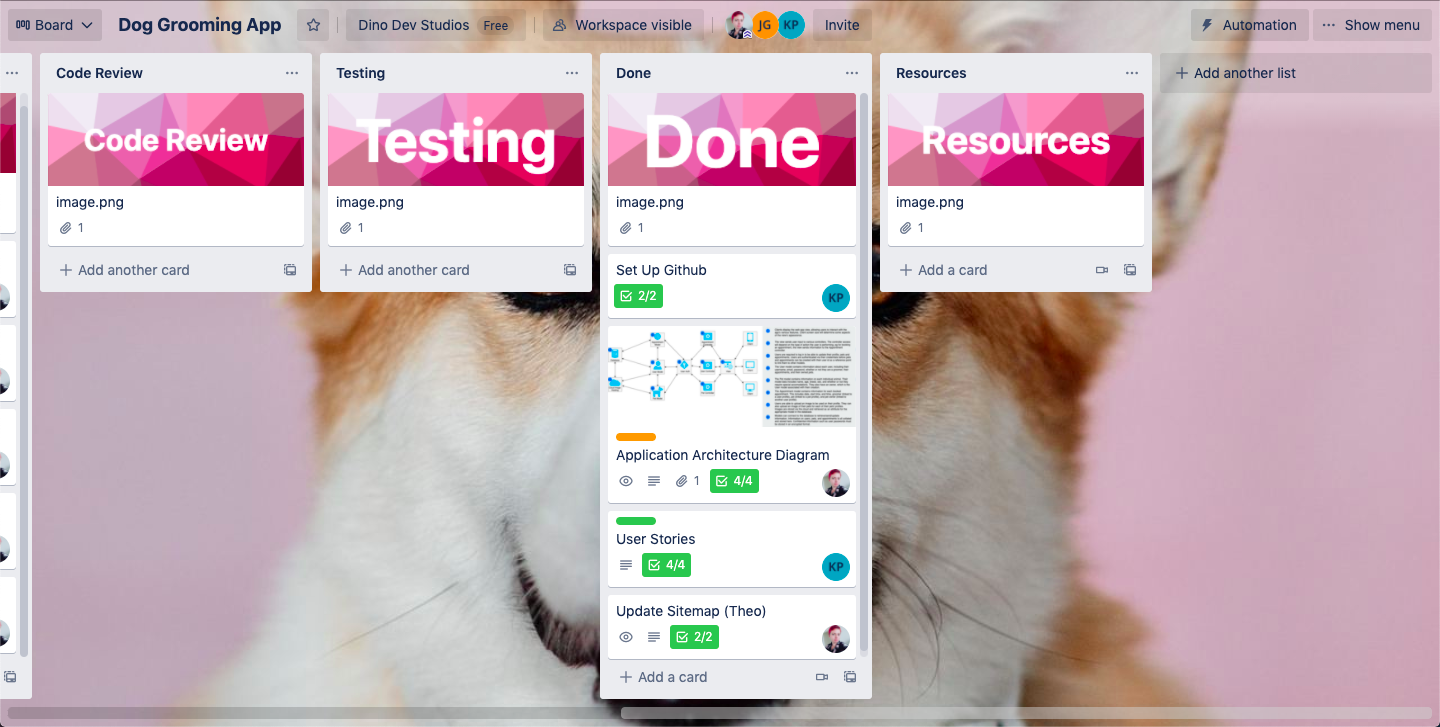 Board
Dog Grooming App
Dino Dev Studios Free
Workspace visible
JG
KP
Invite
Automation
Show menu
Code Review
Code Review
image.png
1
Add another card
Testing
Testing
image.png
1
Add another card
Done
Done
image.png
1
Set Up Github
2/2
KP
Application Architecture Diagram
1
4/4
User Stories
4/4
KP
Update Sitemap (Theo)
2/2
Add a card
Resources
Resources
image.png
1
Add a card
Add another list